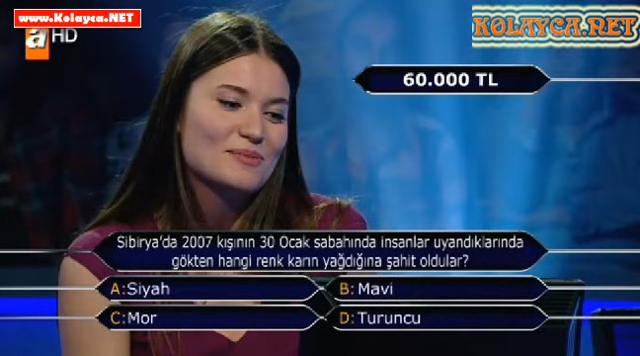 www.Kolayca.NET
KOLAYCA.NET
a HD
60.000 TL
Sibirya'da 2007 kışının 30 Ocak sabahında insanlar uyandıklarında
gökten hangi renk karın yağdığına şahit oldular?
A:Siyah
B:Mavi
C:Mor
D:Turuncu